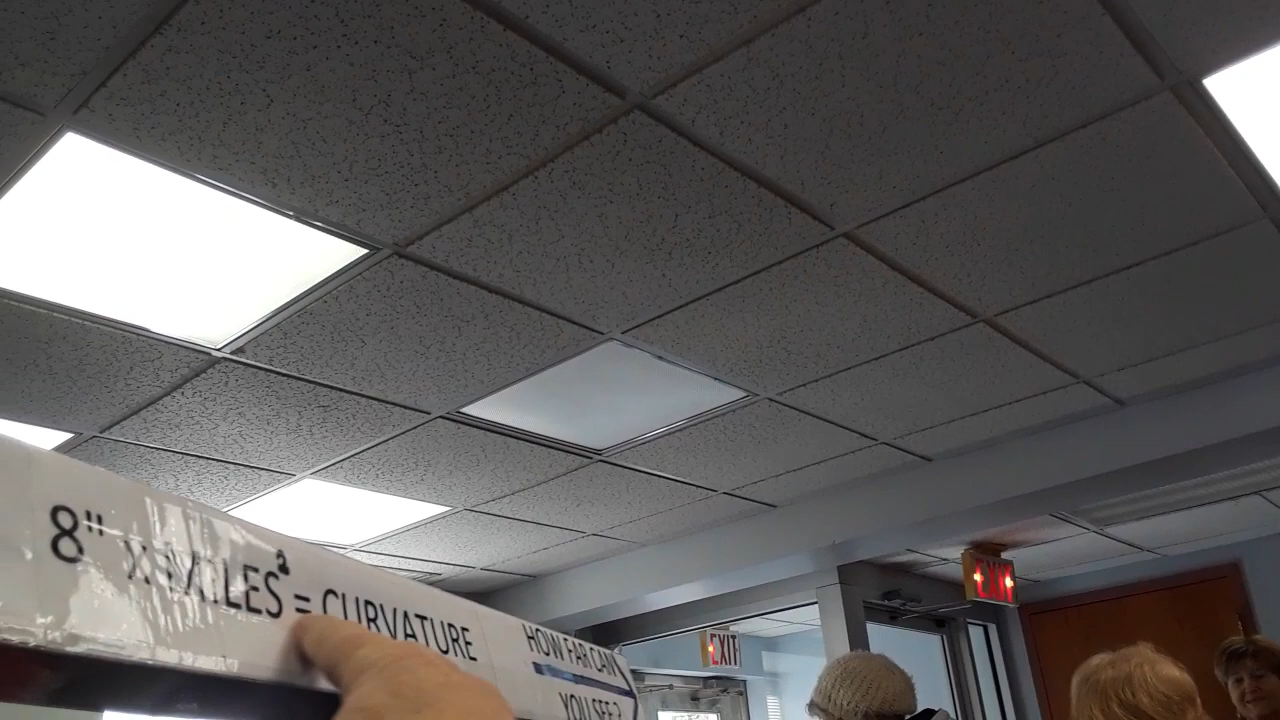 8" x MILES² = CURVATURE
HOW FAR CAN
YOU SEE?
EXIT
EXIT